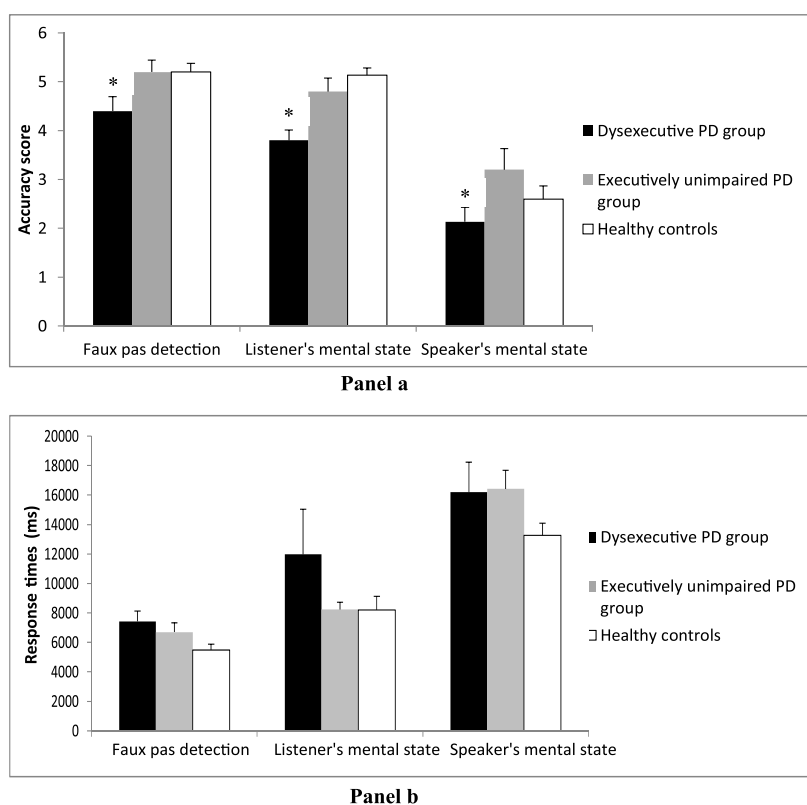 6
5
4
3
2
1
0
Accuracy score
*
*
*
Faux pas detection
Listener's mental state
Speaker's mental state
Dysexecutive PD group
Executively unimpaired PD
group
Healthy controls
Panel a
20000
18000
16000
14000
12000
10000
8000
6000
4000
2000
0
Response times (ms)
Faux pas detection
Listener's mental state
Speaker's mental state
Dysexecutive PD group
Executively unimpaired PD
group
Healthy controls
Panel b